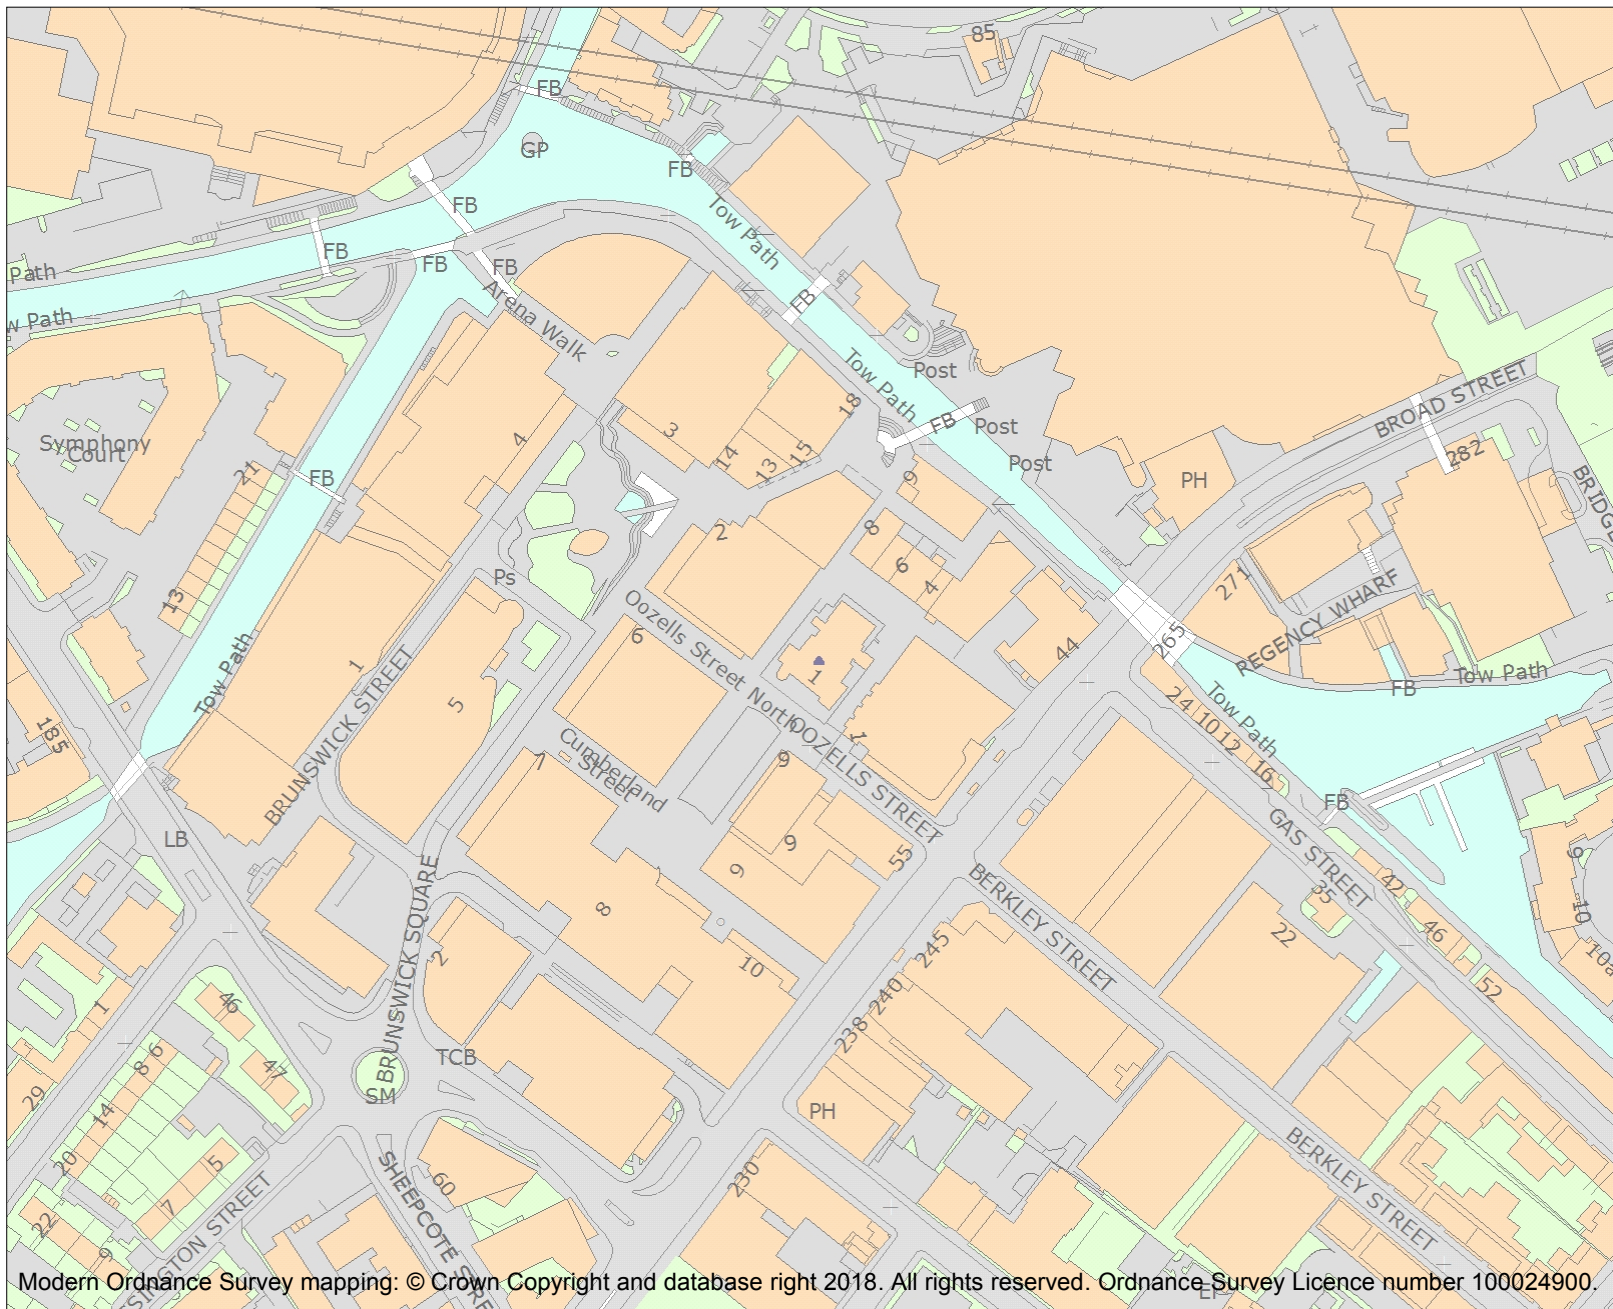 85
FB
GP
FB
FB
Tow Path
FB
FB
FB
Path
w Path
Arena Walk
FB
Tow Path
Post
BROAD STREET
18
FB
Post
3
4
14
13
15
Post
PH
282
Symphony
Court
21
FB
9
BRIDGE
2
8
6
4
271
Ps
13
Oozells Street North
REGENCY WHARF
6
1
44
265
Tow Path
FB
1
Tow Path
5
BRUNSWICK STREET
185
24
10
12
16
Tow Path
OOZELLS STREET
1
Cumberland
Street
7
9
FB
LB
GAS STREET
9
9
55
9
BRUNSWICK SQUARE
BERKLEY STREET
42
35
10
8
46
22
245
2
10
10a
52
240
1
46
238
TCB
6
8
47
SM
29
14
PH
20
5
60
230
BERKLEY STREET
7
SHEEPCOTE STRE
22
9
SSINGTON STREET
EP
Modern Ordnance Survey mapping: © Crown Copyright and database right 2018. All rights reserved. Ordnance Survey Licence number 100024900.